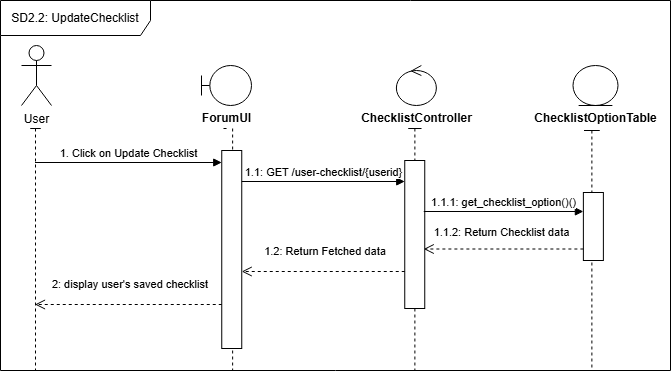 SD2.2: UpdateChecklist
User
ForumUI
ChecklistController
ChecklistOptionTable
1. Click on Update Checklist
1.1: GET /user-checklist/{userid}
1.1.1: get_checklist_option()()
1.1.2: Return Checklist data
1.2: Return Fetched data
2: display user's saved checklist